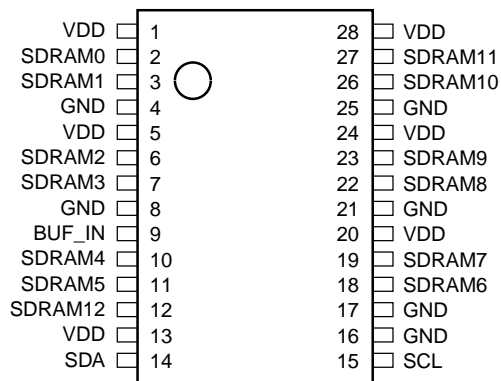 VDD 1 28 VDD
SDRAM0 2 27 SDRAM11
SDRAM1 3 26 SDRAM10
GND 4 25 GND
VDD 5 24 VDD
SDRAM2 6 23 SDRAM9
SDRAM3 7 22 SDRAM8
GND 8 21 GND
BUF_IN 9 20 VDD
SDRAM4 10 19 SDRAM7
SDRAM5 11 18 SDRAM6
SDRAM12 12 17 GND
VDD 13 16 GND
SDA 14 15 SCL